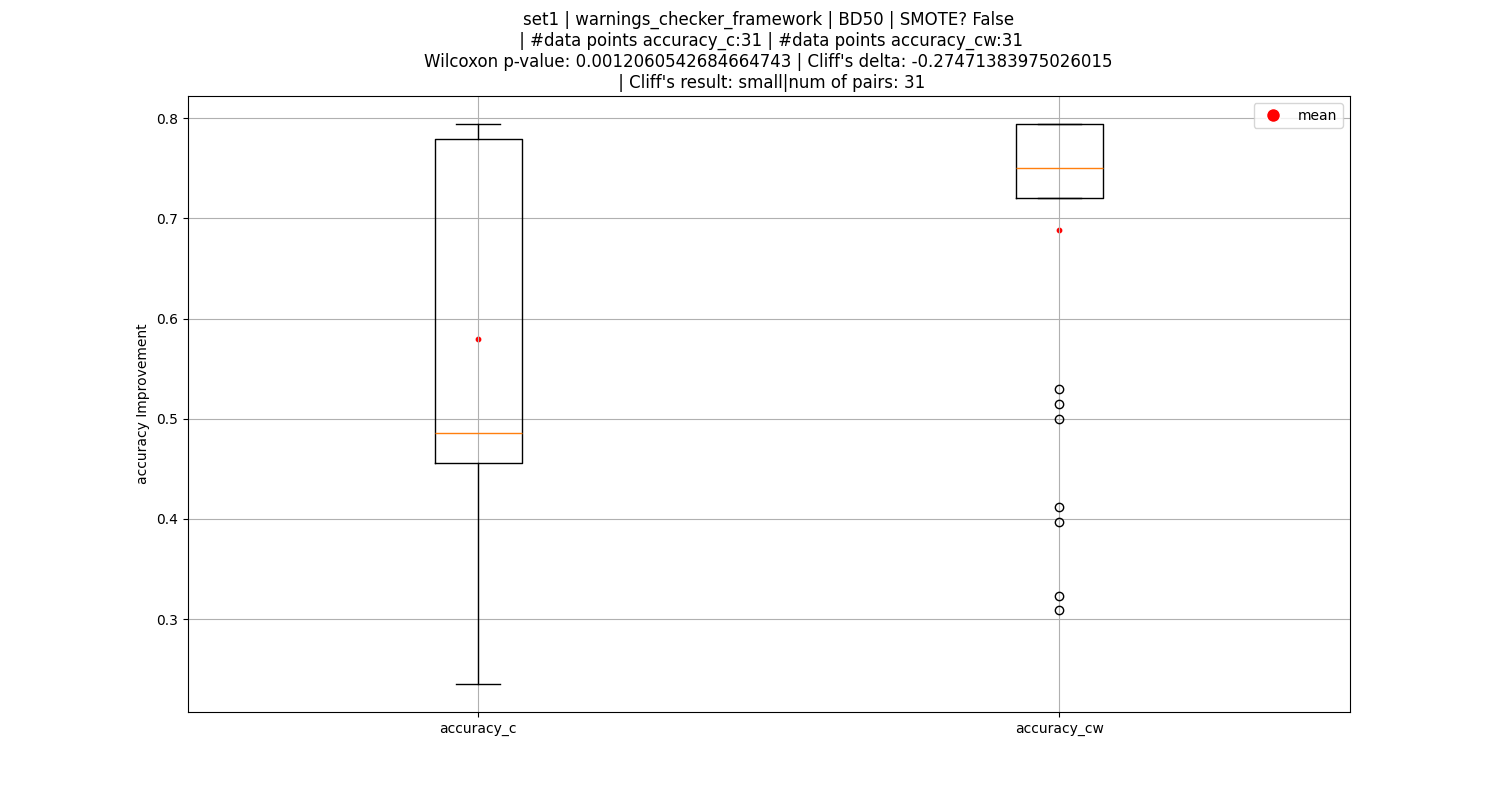 set1 | warnings_checker_framework | BD50 | SMOTE? False
| #data points accuracy_c:31 | #data points accuracy_cw:31
Wilcoxon p-value: 0.0012060542684664743 | Cliff's delta: -0.27471383975026015
| Cliff's result: small|num of pairs: 31
mean
0.8
0.7
0.6
0.5
0.4
0.3
accuracy Improvement
accuracy_c
accuracy_cw